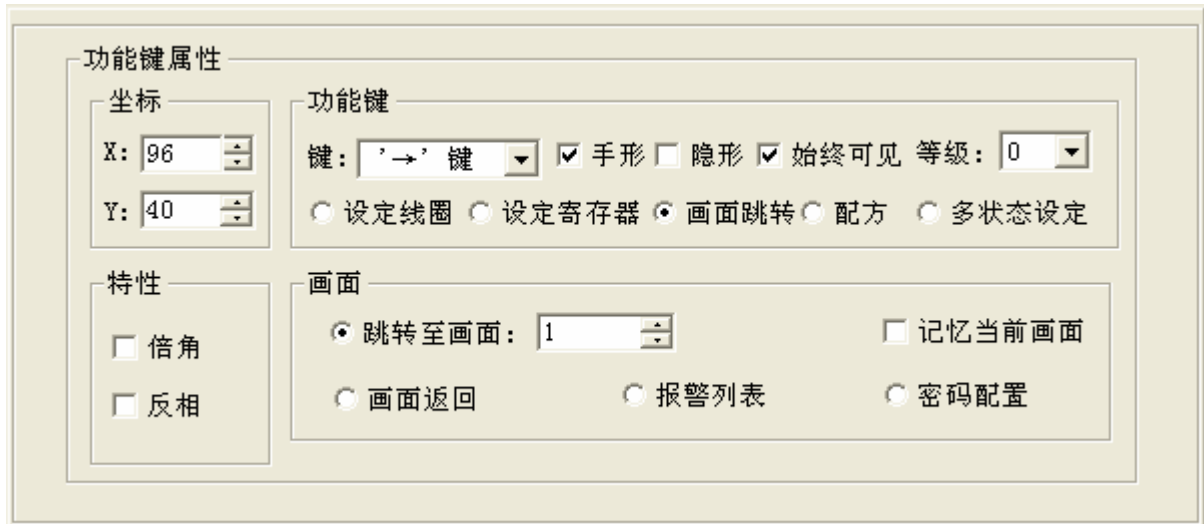 功能键属性
坐标
X: 96
Y: 40
功能键
键: '→' 键 手形 隐形 始终可见 等级: 0
设定线圈 设定寄存器 画面跳转 配方 多状态设定
特性
倍角
反相
画面
跳转至画面: 1 记忆当前画面
画面返回 报警列表 密码配置